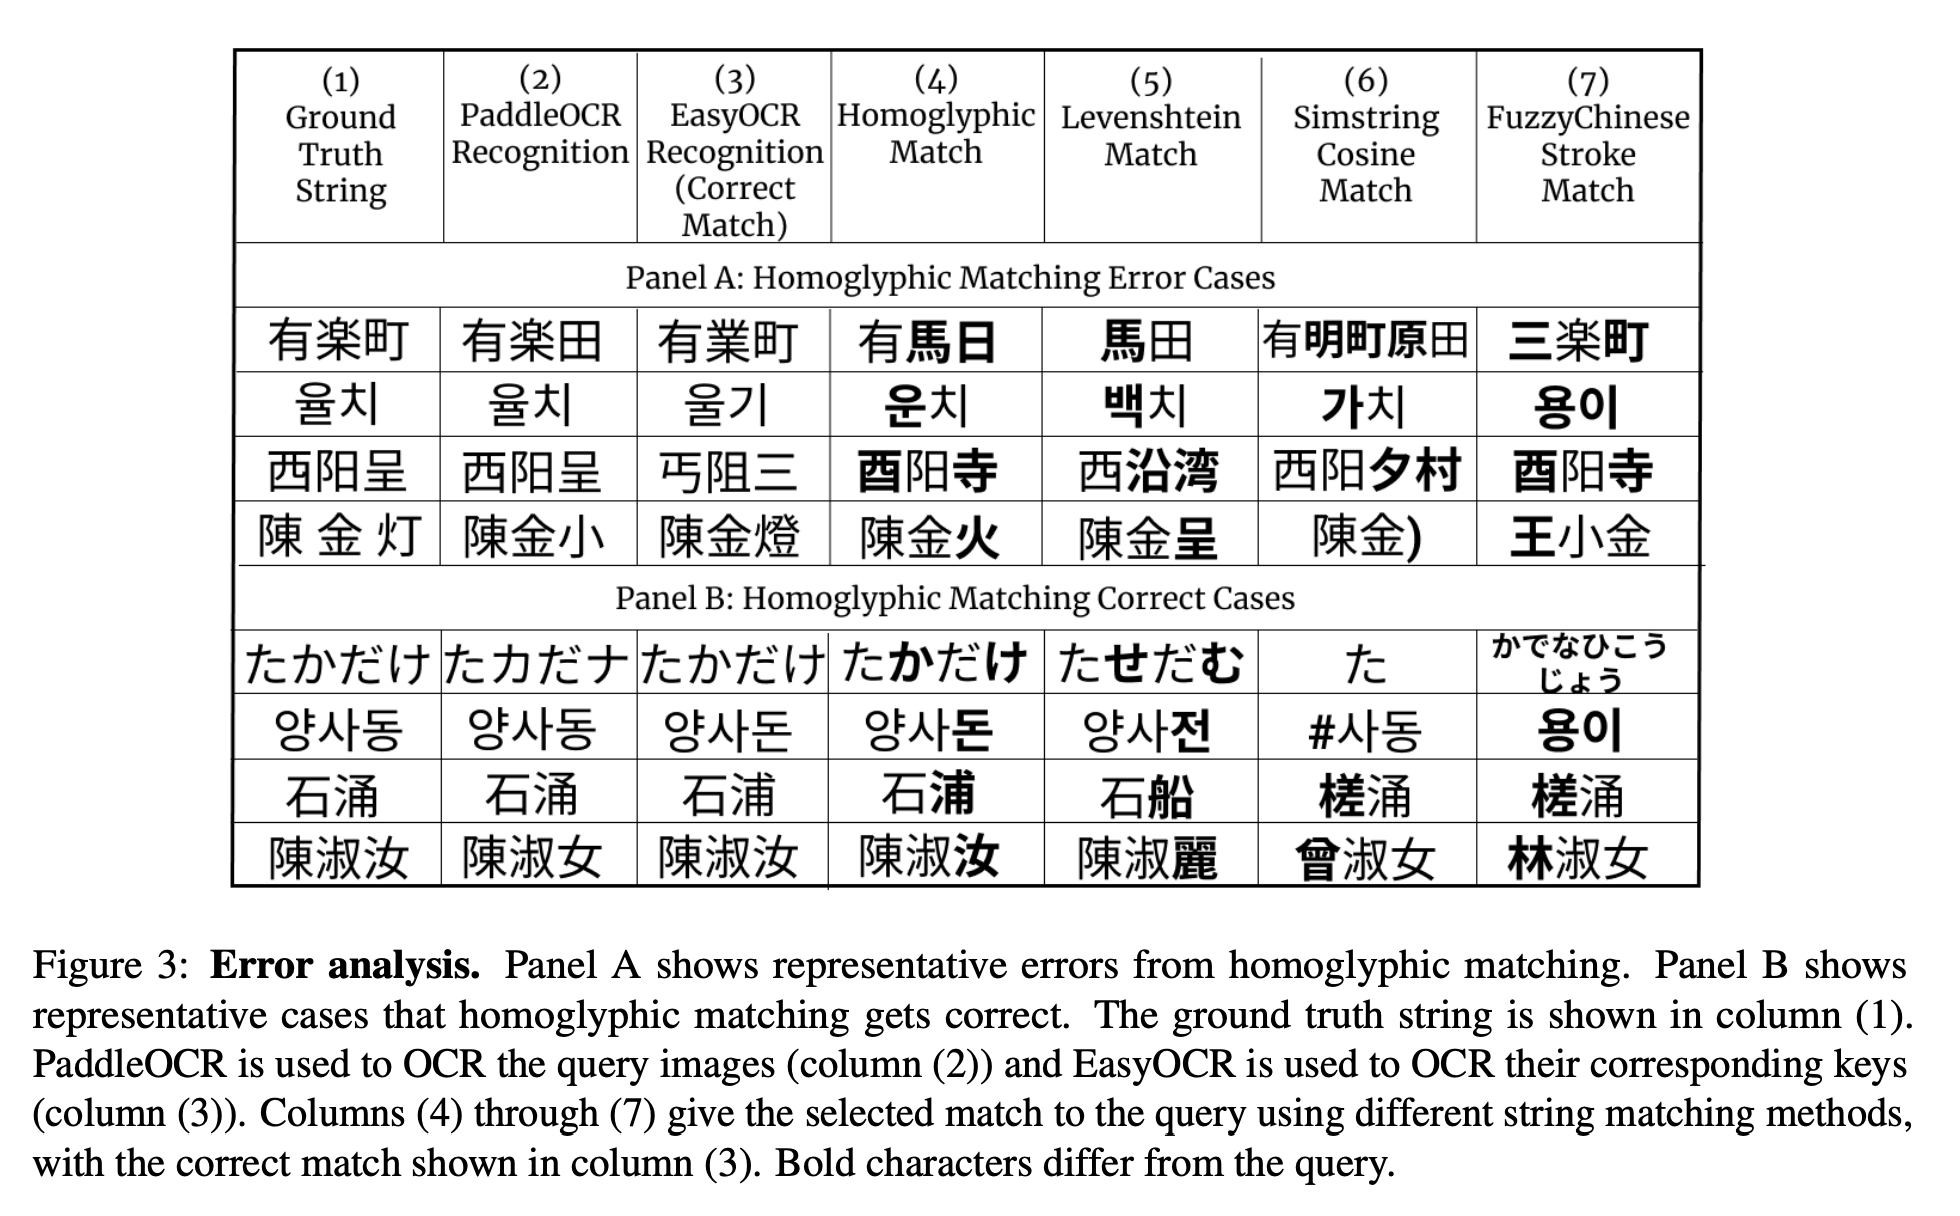 (1) Ground Truth String | (2) PaddleOCR Recognition | (3) EasyOCR Recognition (Correct Match) | (4) Homoglyphic Match | (5) Levenshtein Match | (6) Simstring Cosine Match | (7) FuzzyChinese Stroke Match
Panel A: Homoglyphic Matching Error Cases
有楽町 | 有楽田 | 有業町 | 有馬日 | 馬田 | 有明町原田 | 三楽町
율치 | 율치 | 울기 | 운치 | 백치 | 가치 | 용이
西阳呈 | 西阳呈 | 丐阻三 | 酉阳寺 | 西沿湾 | 西阳夕村 | 酉阳寺
陳 金 灯 | 陳金小 | 陳金燈 | 陳金火 | 陳金呈 | 陳金) | 王小金
Panel B: Homoglyphic Matching Correct Cases
たかだけ | たカだナ | たかだけ | たかだけ | たせだむ | た | かでなひこうじょう
양사동 | 양사동 | 양사돈 | 양사돈 | 양사전 | #사동 | 용이
石涌 | 石涌 | 石浦 | 石浦 | 石船 | 槎涌 | 槎涌
陳淑汝 | 陳淑女 | 陳淑汝 | 陳淑汝 | 陳淑麗 | 曾淑女 | 林淑女
Figure 3: Error analysis. Panel A shows representative errors from homoglyphic matching. Panel B shows
representative cases that homoglyphic matching gets correct. The ground truth string is shown in column (1).
PaddleOCR is used to OCR the query images (column (2)) and EasyOCR is used to OCR their corresponding keys
(column (3)). Columns (4) through (7) give the selected match to the query using different string matching methods,
with the correct match shown in column (3). Bold characters differ from the query.